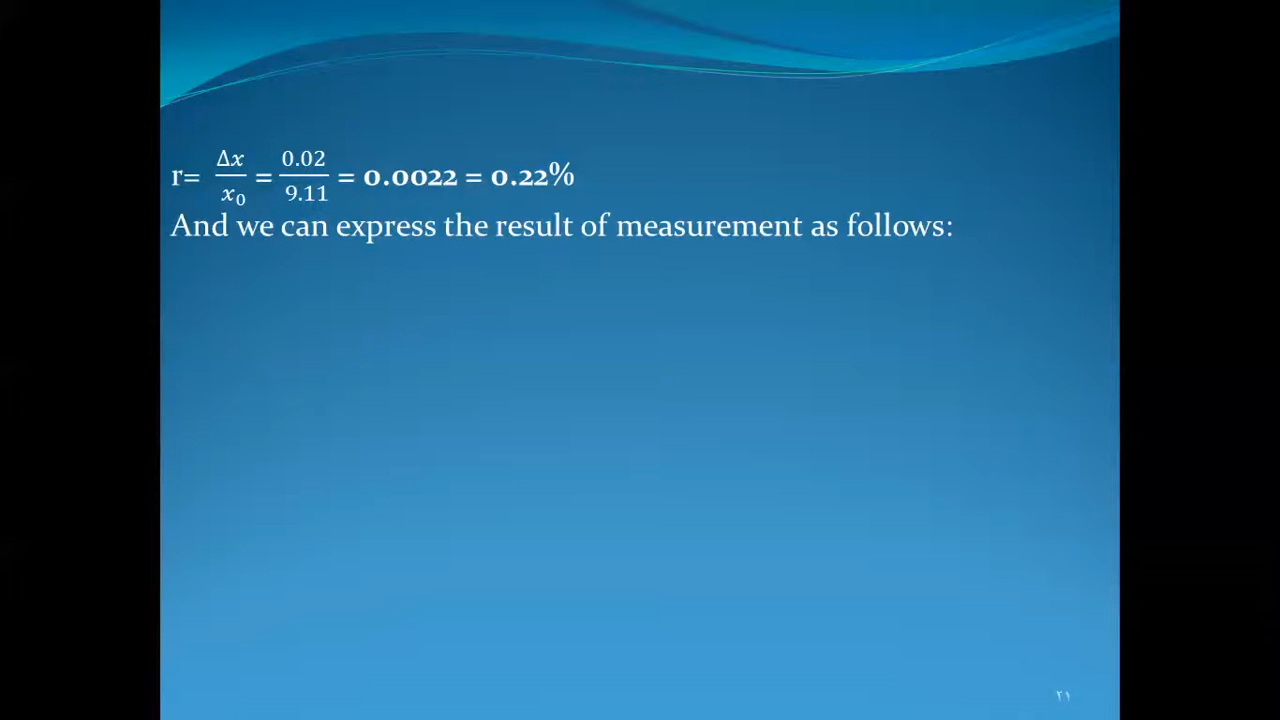 r= Δx/x₀ = 0.02/9.11 = 0.0022 = 0.22%
And we can express the result of measurement as follows:
٢١